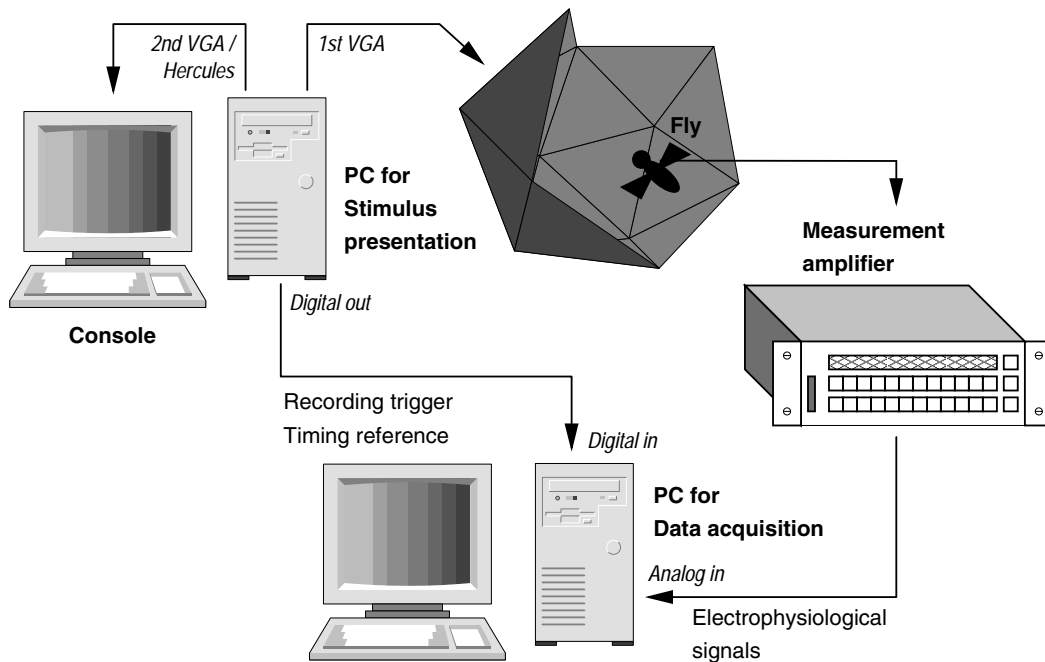 2nd VGA /
Hercules
1st VGA
Fly
PC for
Stimulus
presentation
Measurement
amplifier
Digital out
Console
Recording trigger
Timing reference
Digital in
PC for
Data acquisition
Analog in
Electrophysiological
signals